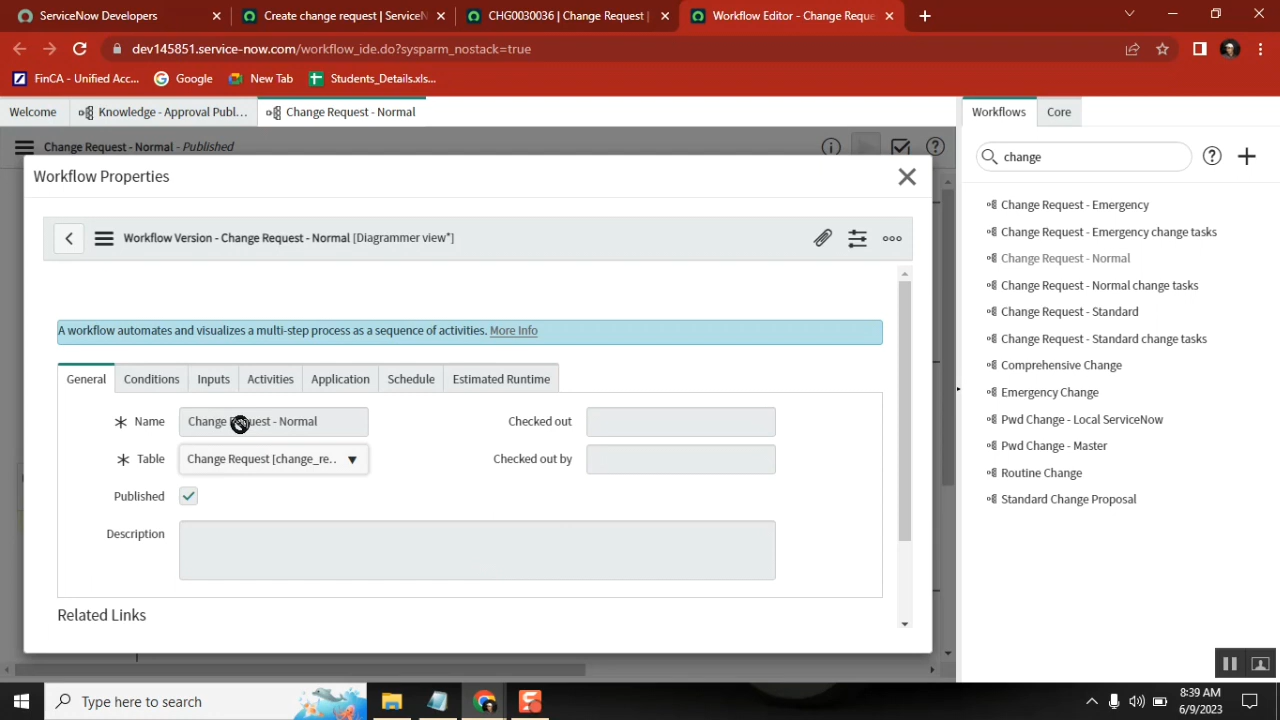 ServiceNow Developers
Create change request | ServiceN
CHG0030036 | Change Request |
Workflow Editor - Change Reque
dev145851.service-now.com/workflow_ide.do?sysparm_nostack=true
FinCA - Unified Acc...
Google
New Tab
Students_Details.xls...
Welcome
Knowledge - Approval Publ...
Change Request - Normal
Workflows
Core
Change Request - Normal - Published
change
Workflow Properties
Workflow Version - Change Request - Normal [Diagrammer view*]
A workflow automates and visualizes a multi-step process as a sequence of activities. More Info
General
Conditions
Inputs
Activities
Application
Schedule
Estimated Runtime
Name
Change Request - Normal
Checked out
Table
Change Request [change_re..
Checked out by
Published
Description
Related Links
Change Request - Emergency
Change Request - Emergency change tasks
Change Request - Normal
Change Request - Normal change tasks
Change Request - Standard
Change Request - Standard change tasks
Comprehensive Change
Emergency Change
Pwd Change - Local ServiceNow
Pwd Change - Master
Routine Change
Standard Change Proposal
Type here to search
8:39 AM
6/9/2023